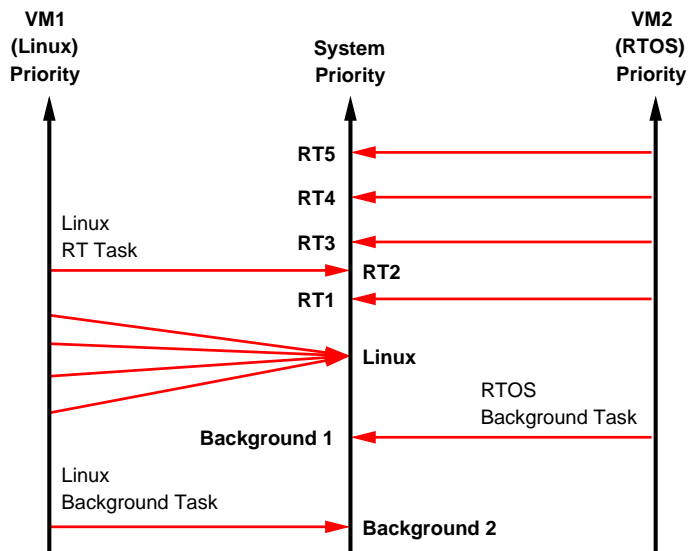 VM1
(Linux)
Priority
System
Priority
VM2
(RTOS)
Priority
RT5
RT4
Linux
RT Task
RT3
RT2
RT1
Linux
RTOS
Background Task
Background 1
Linux
Background Task
Background 2